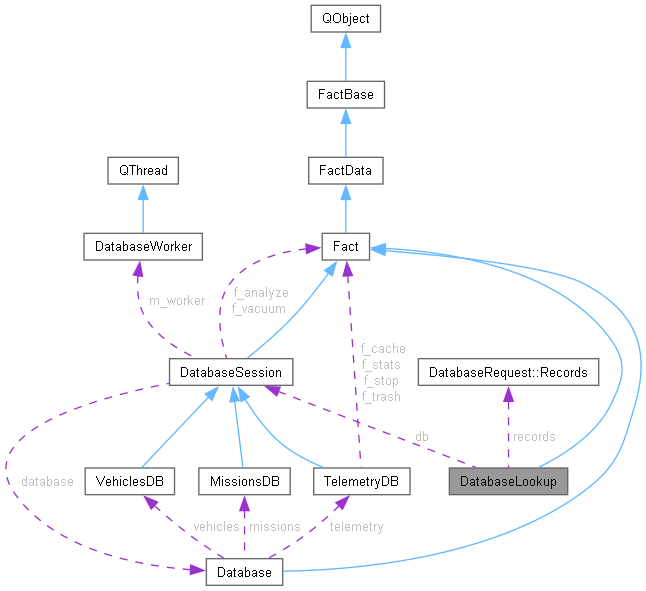 QObject
FactBase
QThread
FactData
DatabaseWorker
Fact
m_worker
f_analyze
f_vacuum
f_cache
f_stats
f_stop
f_trash
DatabaseSession
DatabaseRequest::Records
db
records
database
VehiclesDB
MissionsDB
TelemetryDB
DatabaseLookup
vehicles
missions
telemetry
Database